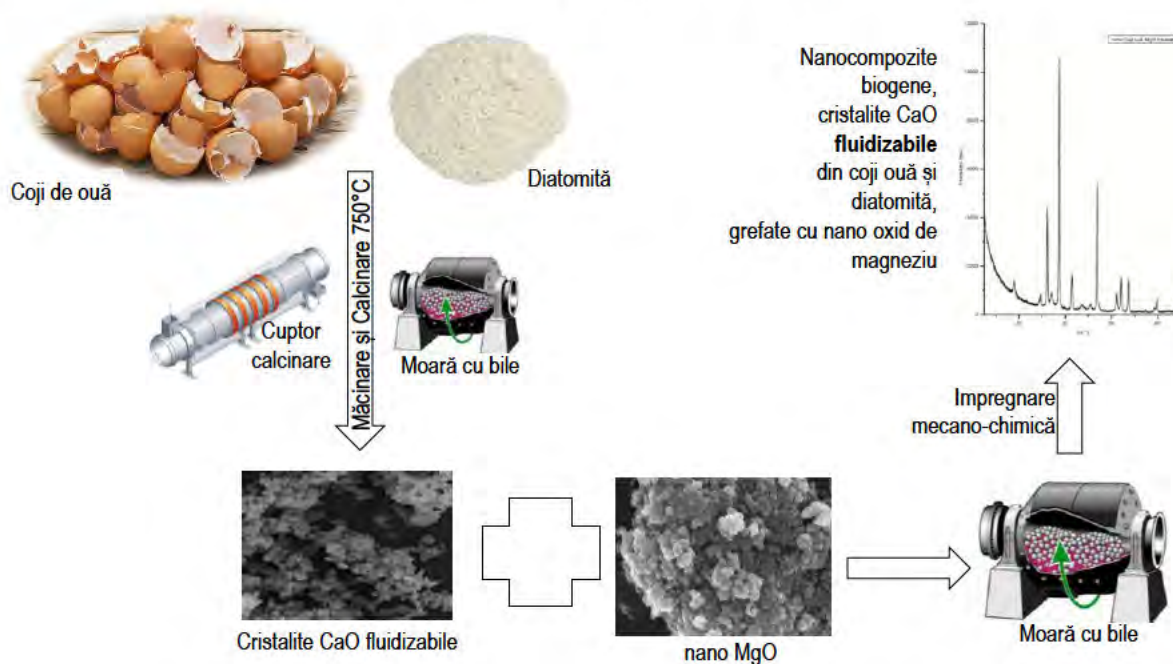 Coji de ouă
Diatomită
Măcinare și Calcinare 750°C
Cuptor
calcinare
Moară cu bile
Cristalite CaO fluidizabile
nano MgO
Moară cu bile
Impregnare
mecano-chimică
Nanocompozite
biogene,
cristalite CaO
fluidizabile
din coji ouă și
diatomită,
grefate cu nano oxid de
magneziu